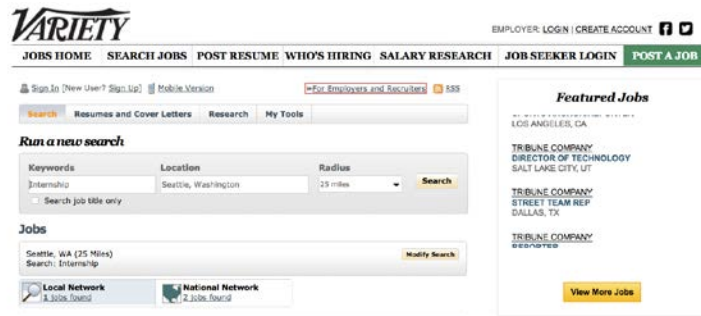 VARIETY
EMPLOYER: LOGIN | CREATE ACCOUNT
JOBS HOME SEARCH JOBS POST RESUME WHO'S HIRING SALARY RESEARCH JOB SEEKER LOGIN POST A JOB
Sign In [New User? Sign Up] Mobile Version »For Employers and Recruiters RSS
Search Resumes and Cover Letters Research My Tools
Run a new search
Keywords Location Radius
Internship Seattle, Washington 25 miles Search
Search job title only
Jobs
Seattle, WA (25 Miles)
Search: Internship
Modify Search
Local Network
1 jobs found
National Network
2 jobs found
Featured Jobs
LOS ANGELES, CA
TRIBUNE COMPANY
DIRECTOR OF TECHNOLOGY
SALT LAKE CITY, UT
TRIBUNE COMPANY
STREET TEAM REP
DALLAS, TX
TRIBUNE COMPANY
REPORTER
View More Jobs